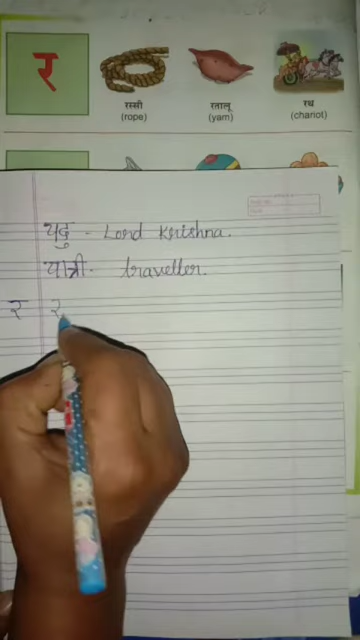 र
रस्सी रतालू रथ
(rope) (yam) (chariot)
यदु - Lord Krishna.
यात्री - traveller.
र र